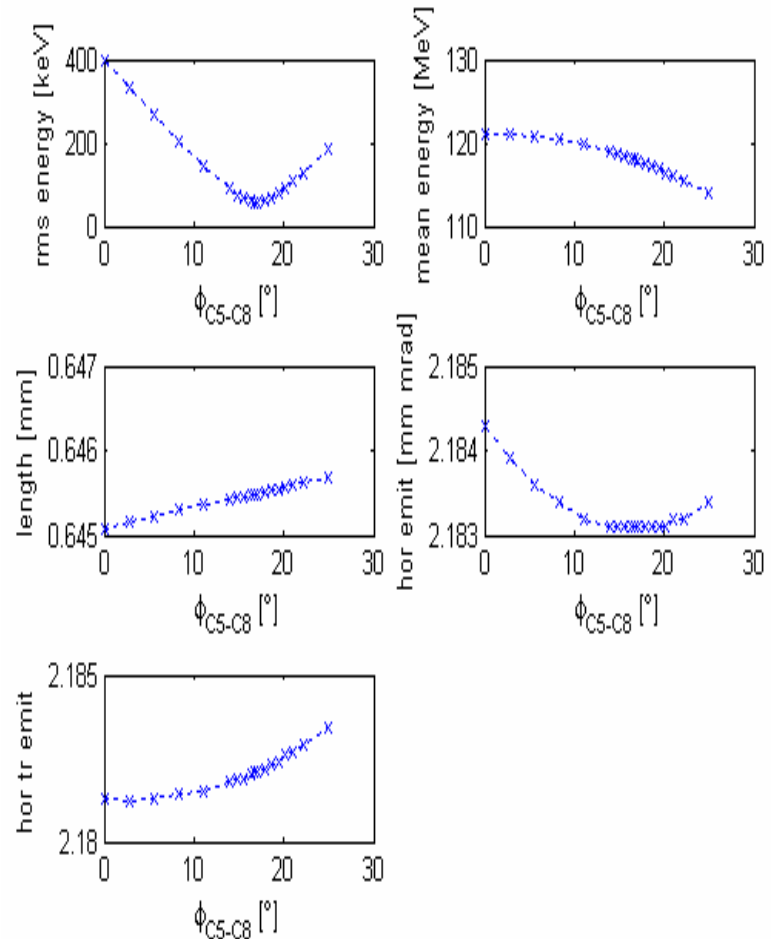 rms energy [keV]
400
200
0
0 10 20 30
ϕC5-C8 [°]
mean energy [MeV]
130
120
110
0 10 20 30
ϕC5-C8 [°]
length [mm]
0.647
0.646
0.645
0 10 20 30
ϕC5-C8 [°]
hor emit [mm mrad]
2.185
2.184
2.183
0 10 20 30
ϕC5-C8 [°]
hor tr emit
2.185
2.18
0 10 20 30
ϕC5-C8 [°]